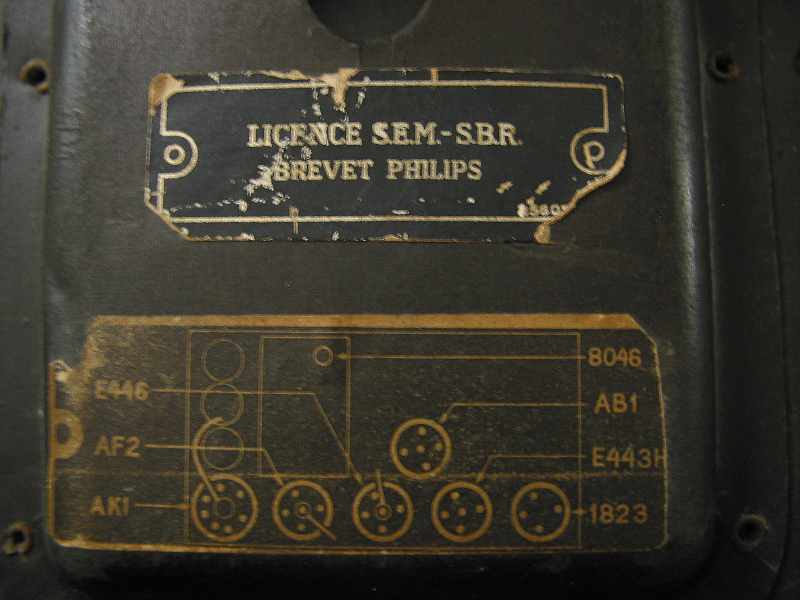 LICENCE S.E.M.-S.B.R.
BREVET PHILIPS
P
8046
E446
AB1
AF2
E443H
AK1
1823